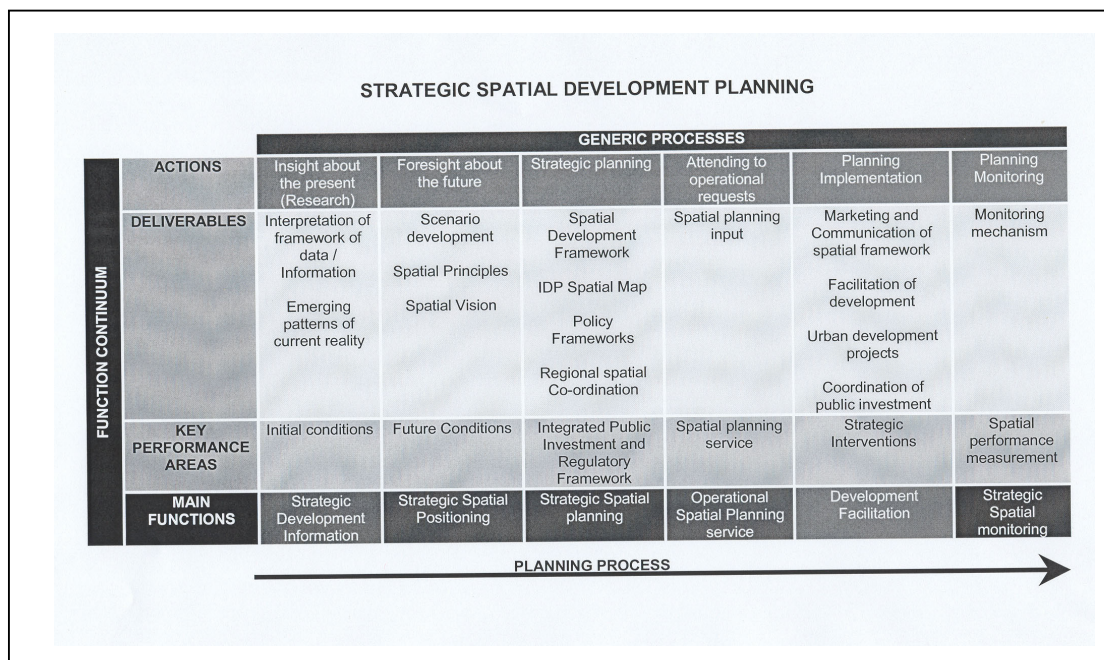 STRATEGIC SPATIAL DEVELOPMENT PLANNING
GENERIC PROCESSES
FUNCTION CONTINUUM
ACTIONS
Insight about
the present
(Research)
Foresight about
the future
Strategic planning
Attending to
operational
requests
Planning
Implementation
Planning
Monitoring
DELIVERABLES
Interpretation of
framework of
data /
Information
Emerging
patterns of
current reality
Scenario
development
Spatial Principles
Spatial Vision
Spatial
Development
Framework
IDP Spatial Map
Policy
Frameworks
Regional spatial
Co-ordination
Spatial planning
input
Marketing and
Communication of
spatial framework
Facilitation of
development
Urban development
projects
Coordination of
public investment
Monitoring
mechanism
KEY
PERFORMANCE
AREAS
Initial conditions
Future Conditions
Integrated Public
Investment and
Regulatory
Framework
Spatial planning
service
Strategic
Interventions
Spatial
performance
measurement
MAIN
FUNCTIONS
Strategic
Development
Information
Strategic Spatial
Positioning
Strategic Spatial
planning
Operational
Spatial Planning
service
Development
Facilitation
Strategic
Spatial
monitoring
PLANNING PROCESS